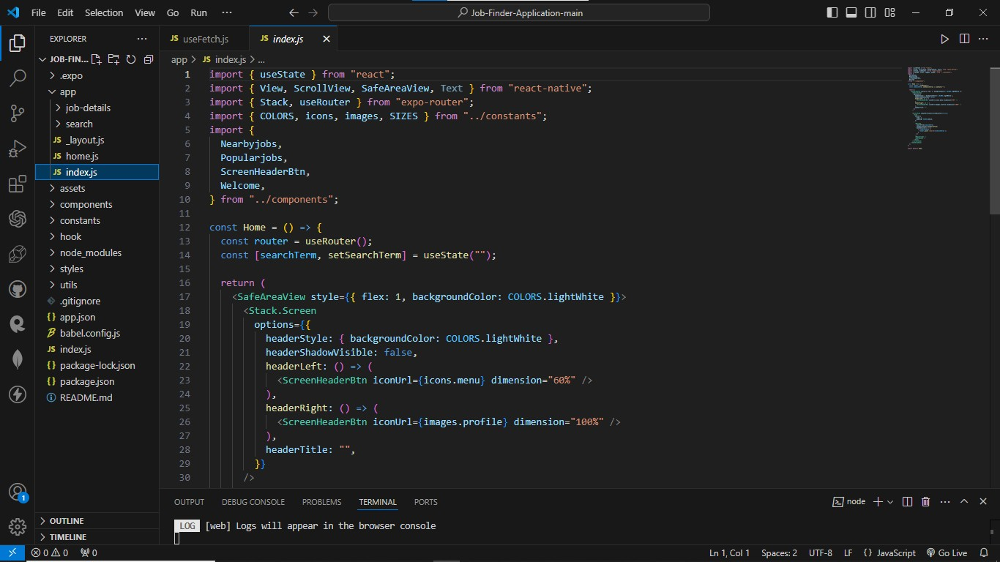 File Edit Selection View Go Run ··· Job-Finder-Application-main
EXPLORER ···
JOB-FIN...
.expo
app
job-details
search
JS _layout.js
JS home.js
JS index.js
assets
components
constants
hook
node_modules
styles
utils
.gitignore
{} app.json
babel.config.js
JS index.js
{} package-lock.json
{} package.json
README.md
OUTLINE
TIMELINE
1
JS useFetch.js JS index.js
app > JS index.js > ...
1 import { useState } from "react";
2 import { View, ScrollView, SafeAreaView, Text } from "react-native";
3 import { Stack, useRouter } from "expo-router";
4 import { COLORS, icons, images, SIZES } from "../constants";
5 import {
6 Nearbyjobs,
7 Popularjobs,
8 ScreenHeaderBtn,
9 Welcome,
10 } from "../components";
11
12 const Home = () => {
13 const router = useRouter();
14 const [searchTerm, setSearchTerm] = useState("");
15
16 return (
17 <SafeAreaView style={{ flex: 1, backgroundColor: COLORS.lightWhite }}>
18 <Stack.Screen
19 options={{
20 headerStyle: { backgroundColor: COLORS.lightWhite },
21 headerShadowVisible: false,
22 headerLeft: () => (
23 <ScreenHeaderBtn iconUrl={icons.menu} dimension="60%" />
24 ),
25 headerRight: () => (
26 <ScreenHeaderBtn iconUrl={images.profile} dimension="100%" />
27 ),
28 headerTitle: "",
29 }}
30 />
OUTPUT DEBUG CONSOLE PROBLEMS TERMINAL PORTS node
LOG [web] Logs will appear in the browser console
0 0 0 Ln 1, Col 1 Spaces: 2 UTF-8 LF {} JavaScript Go Live